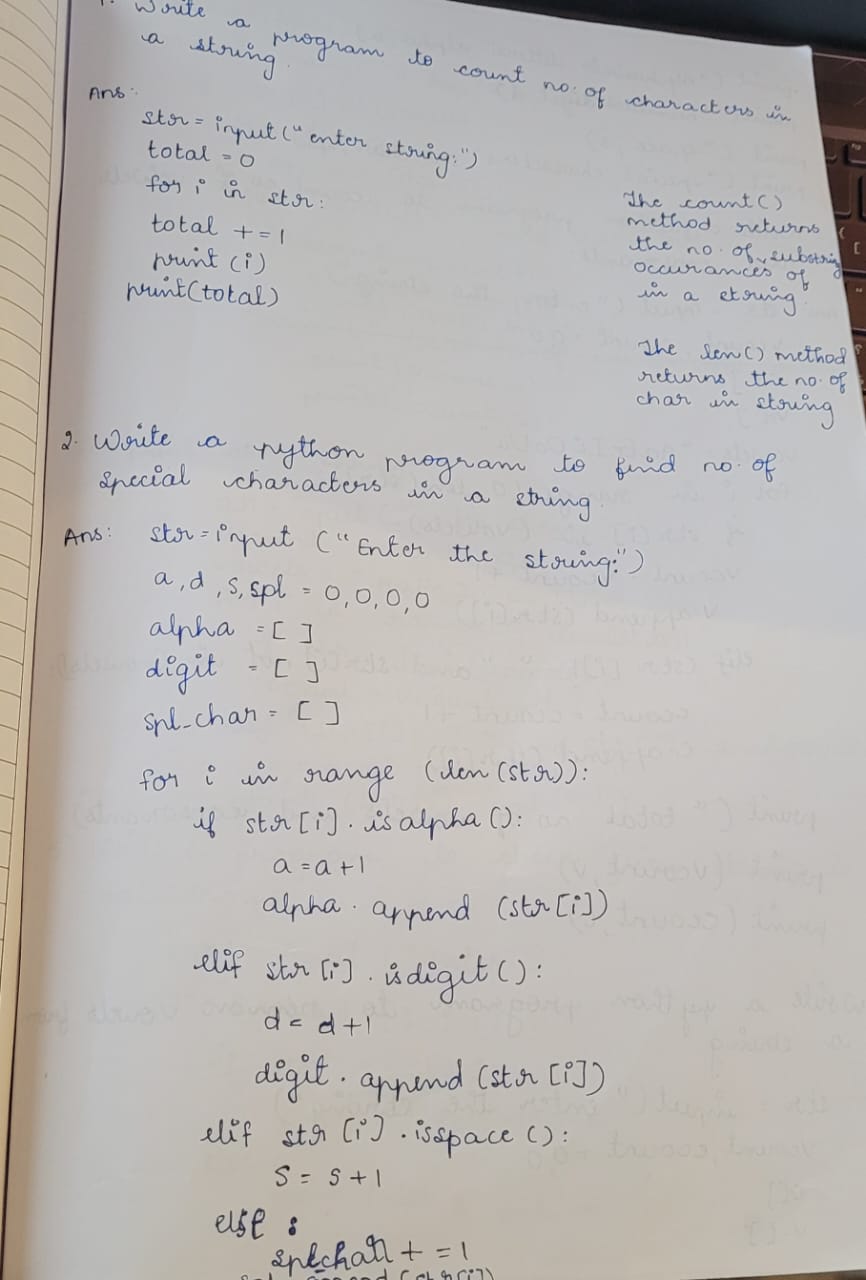 1. Write a program to count no. of characters in
a string.
Ans:
str = input(" enter string:")
total = 0
for i in str:
total + = 1
print (i)
print(total)
The count()
method returns
the no. of substring
occurances of
in a string.
The len() method
returns the no. of
char in string
2. Write a python program to find no. of
special characters in a string.
Ans: str = input ("Enter the string:")
a, d, s, spl = 0, 0, 0, 0
alpha = [ ]
digit = [ ]
spl_char = [ ]
for i in range (len (str)):
if str [i] . isalpha ():
a = a + 1
alpha . append (str [i])
elif str [i] . isdigit ():
d = d + 1
digit . append (str [i])
elif str [i] . isspace ():
s = s + 1
else :
splchar + = 1
append (str[i])